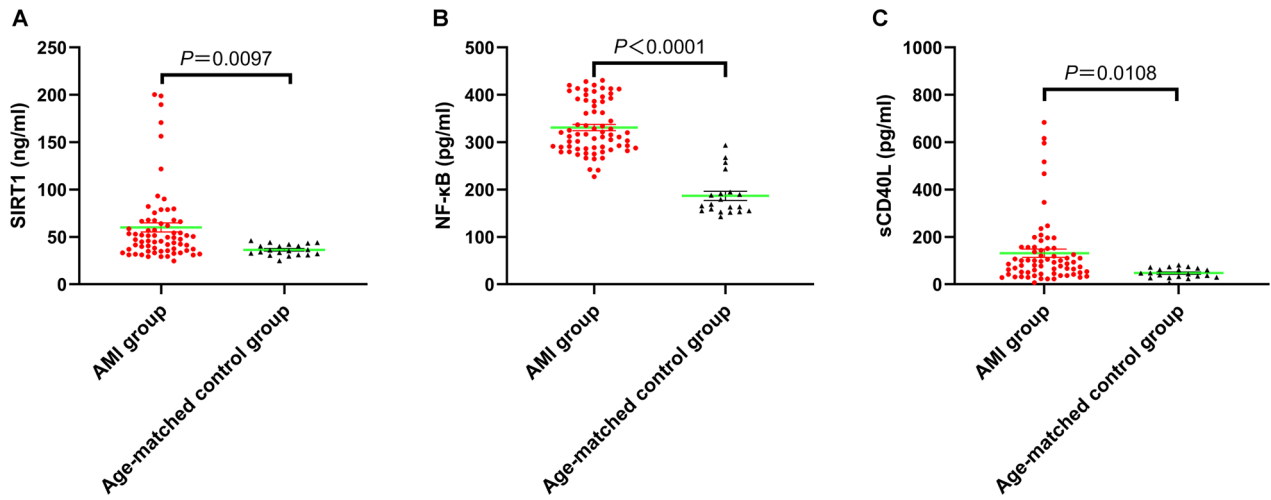 A
P=0.0097
SIRT1 (ng/ml)
250
200
150
100
50
0
AMI group
Age-matched control group
B
P<0.0001
NF-κB (pg/ml)
500
400
300
200
100
0
AMI group
Age-matched control group
C
P=0.0108
sCD40L (pg/ml)
1000
800
600
400
200
0
AMI group
Age-matched control group